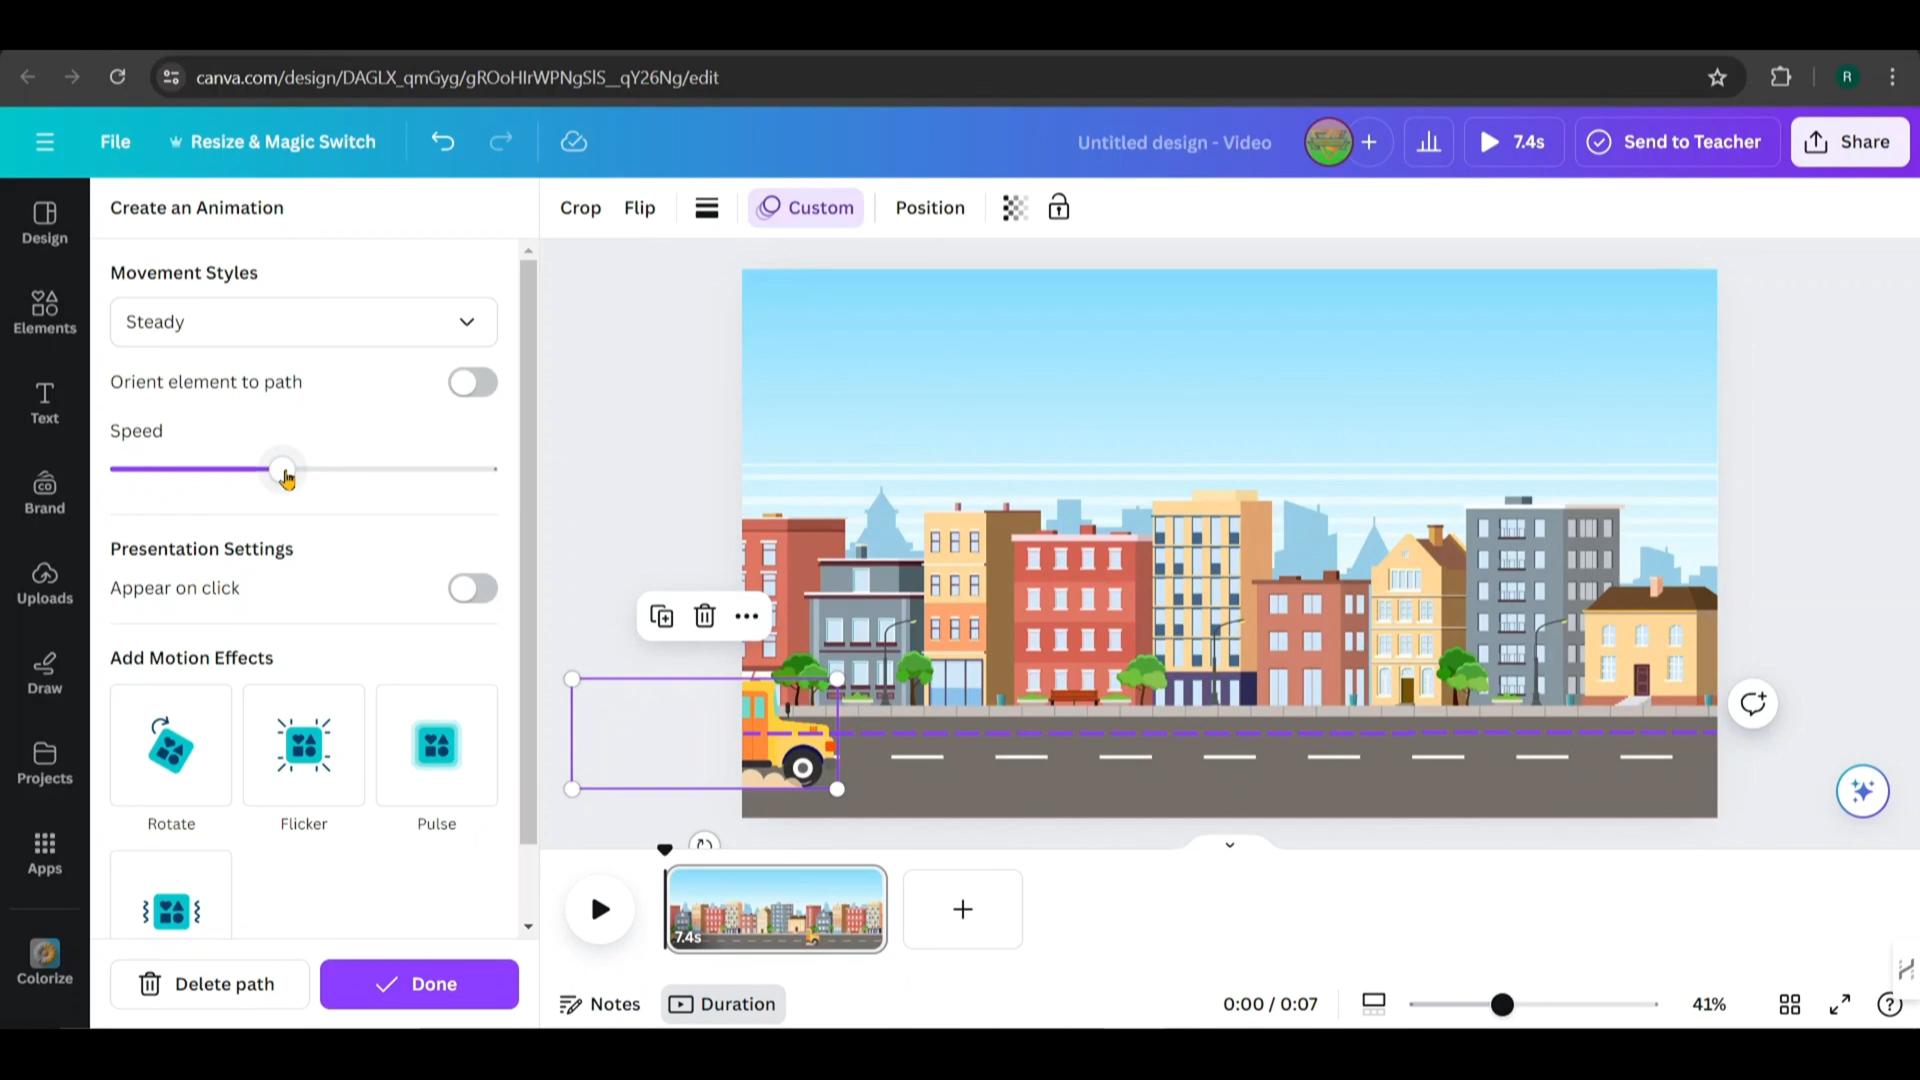 canva.com/design/DAGLX_qmGyg/gROoHIrWPNgSlS__qY26Ng/edit
R
File
Resize & Magic Switch
Untitled design - Video
7.4s
Send to Teacher
Share
Design
Elements
Text
Brand
Uploads
Draw
Projects
Apps
Colorize
Create an Animation
Movement Styles
Steady
Orient element to path
Speed
Presentation Settings
Appear on click
Add Motion Effects
Rotate
Flicker
Pulse
Delete path
Done
Crop
Flip
Custom
Position
7.4s
Notes
Duration
0:00 / 0:07
41%